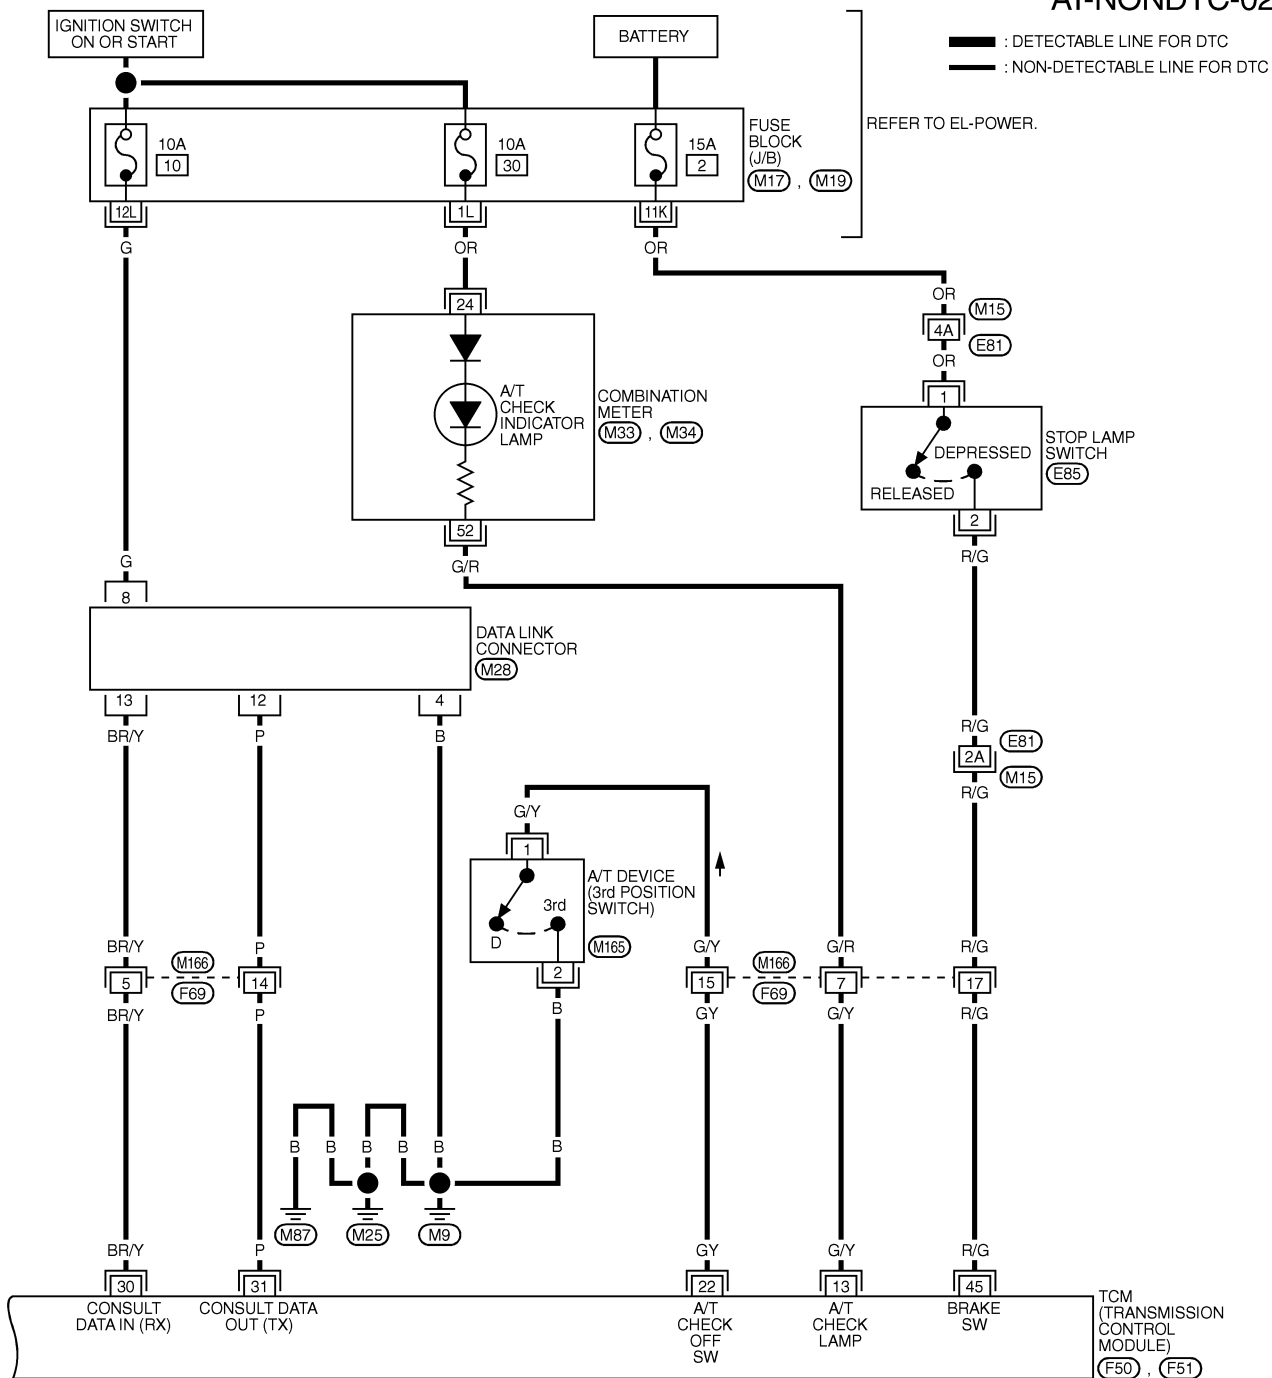 AT-NONDTC-02
IGNITION SWITCH
ON OR START
BATTERY
: DETECTABLE LINE FOR DTC
: NON-DETECTABLE LINE FOR DTC
10A
10
10A
30
15A
2
FUSE
BLOCK
(J/B)
M17 , M19
REFER TO EL-POWER.
12L
1L
11K
G
OR
OR
OR
M15
4A
E81
OR
24
A/T
CHECK
INDICATOR
LAMP
COMBINATION
METER
M33 , M34
1
DEPRESSED
RELEASED
STOP LAMP
SWITCH
E85
52
2
G/R
R/G
G
8
DATA LINK
CONNECTOR
M28
13
12
4
BR/Y
P
B
R/G
E81
2A
M15
R/G
G/Y
1
A/T DEVICE
(3rd POSITION
SWITCH)
3rd
D
M165
2
B
BR/Y
P
G/Y
G/R
R/G
M166
M166
5
14
15
7
17
F69
F69
BR/Y
P
GY
G/Y
R/G
B
B
B
B
B
B
M87
M25
M9
BR/Y
P
GY
G/Y
R/G
30
31
22
13
45
CONSULT
DATA IN (RX)
CONSULT DATA
OUT (TX)
A/T
CHECK
OFF
SW
A/T
CHECK
LAMP
BRAKE
SW
TCM
(TRANSMISSION
CONTROL
MODULE)
F50 , F51